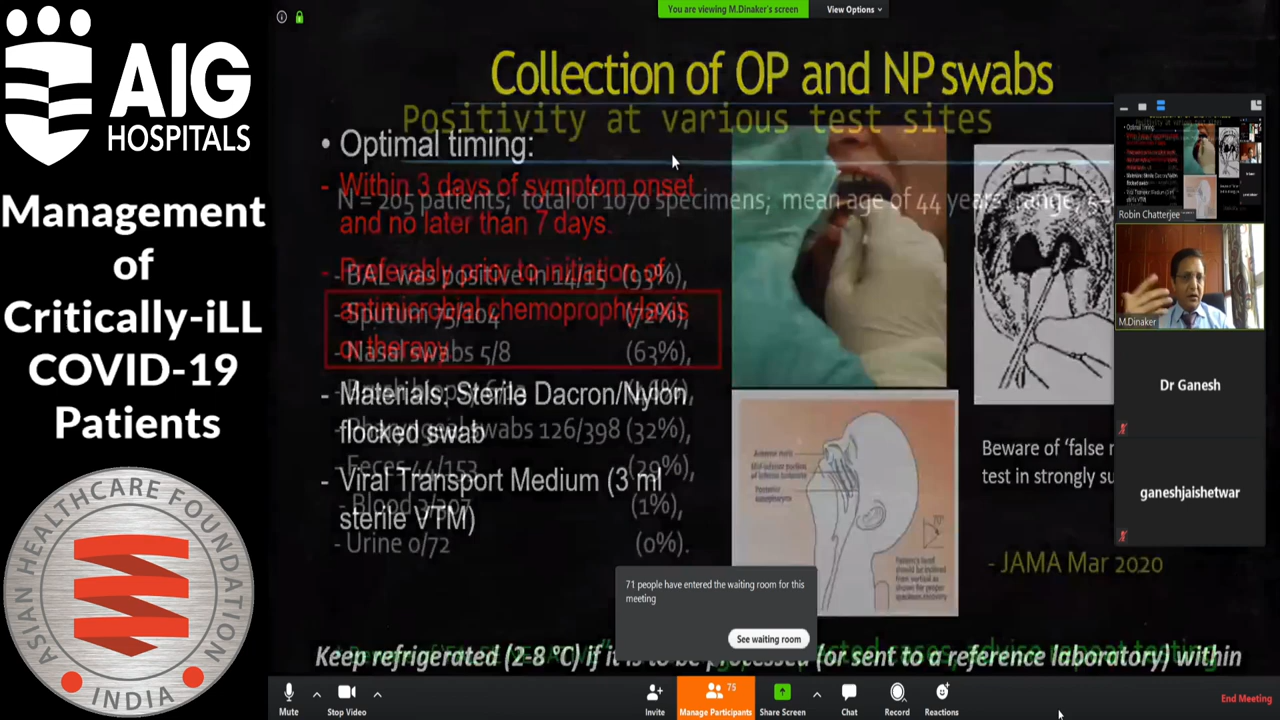 AIG
HOSPITALS
Management
of
Critically-iLL
COVID-19
Patients
ASIAN HEALTHCARE FOUNDATION
INDIA
You are viewing M.Dinaker's screen
View Options
Collection of OP and NP swabs
Positivity at various test sites
• Optimal timing:
- Within 3 days of symptom onset
and no later than 7 days.
N = 205 patients; total of 1070 specimens; mean age of 44 years (range, 5-
- Preferably prior to initiation of
antimicrobial chemoprophylaxis
or therapy
- BAL was positive in 14/15 (93%),
- Sputum 75/104 (72%),
- Nasal swabs 5/8 (63%),
- Materials: Sterile Dacron/Nylon
flocked swab
- Pharyngeal swabs 126/398 (32%),
- Feces 44/153 (29%),
- Viral Transport Medium (3 ml
sterile VTM)
- Blood 3/307 (1%),
- Urine 0/72 (0%).
Beware of 'false
test in strongly su
- JAMA Mar 2020
Keep refrigerated (2-8 °C) if it is to be processed (or sent to a reference laboratory) within
71 people have entered the waiting room for this
meeting
See waiting room
Robin Chatterjee
M.Dinaker
Dr Ganesh
ganeshjaishetwar
Mute
Stop Video
Invite
75
Manage Participants
Share Screen
Chat
Record
Reactions
End Meeting